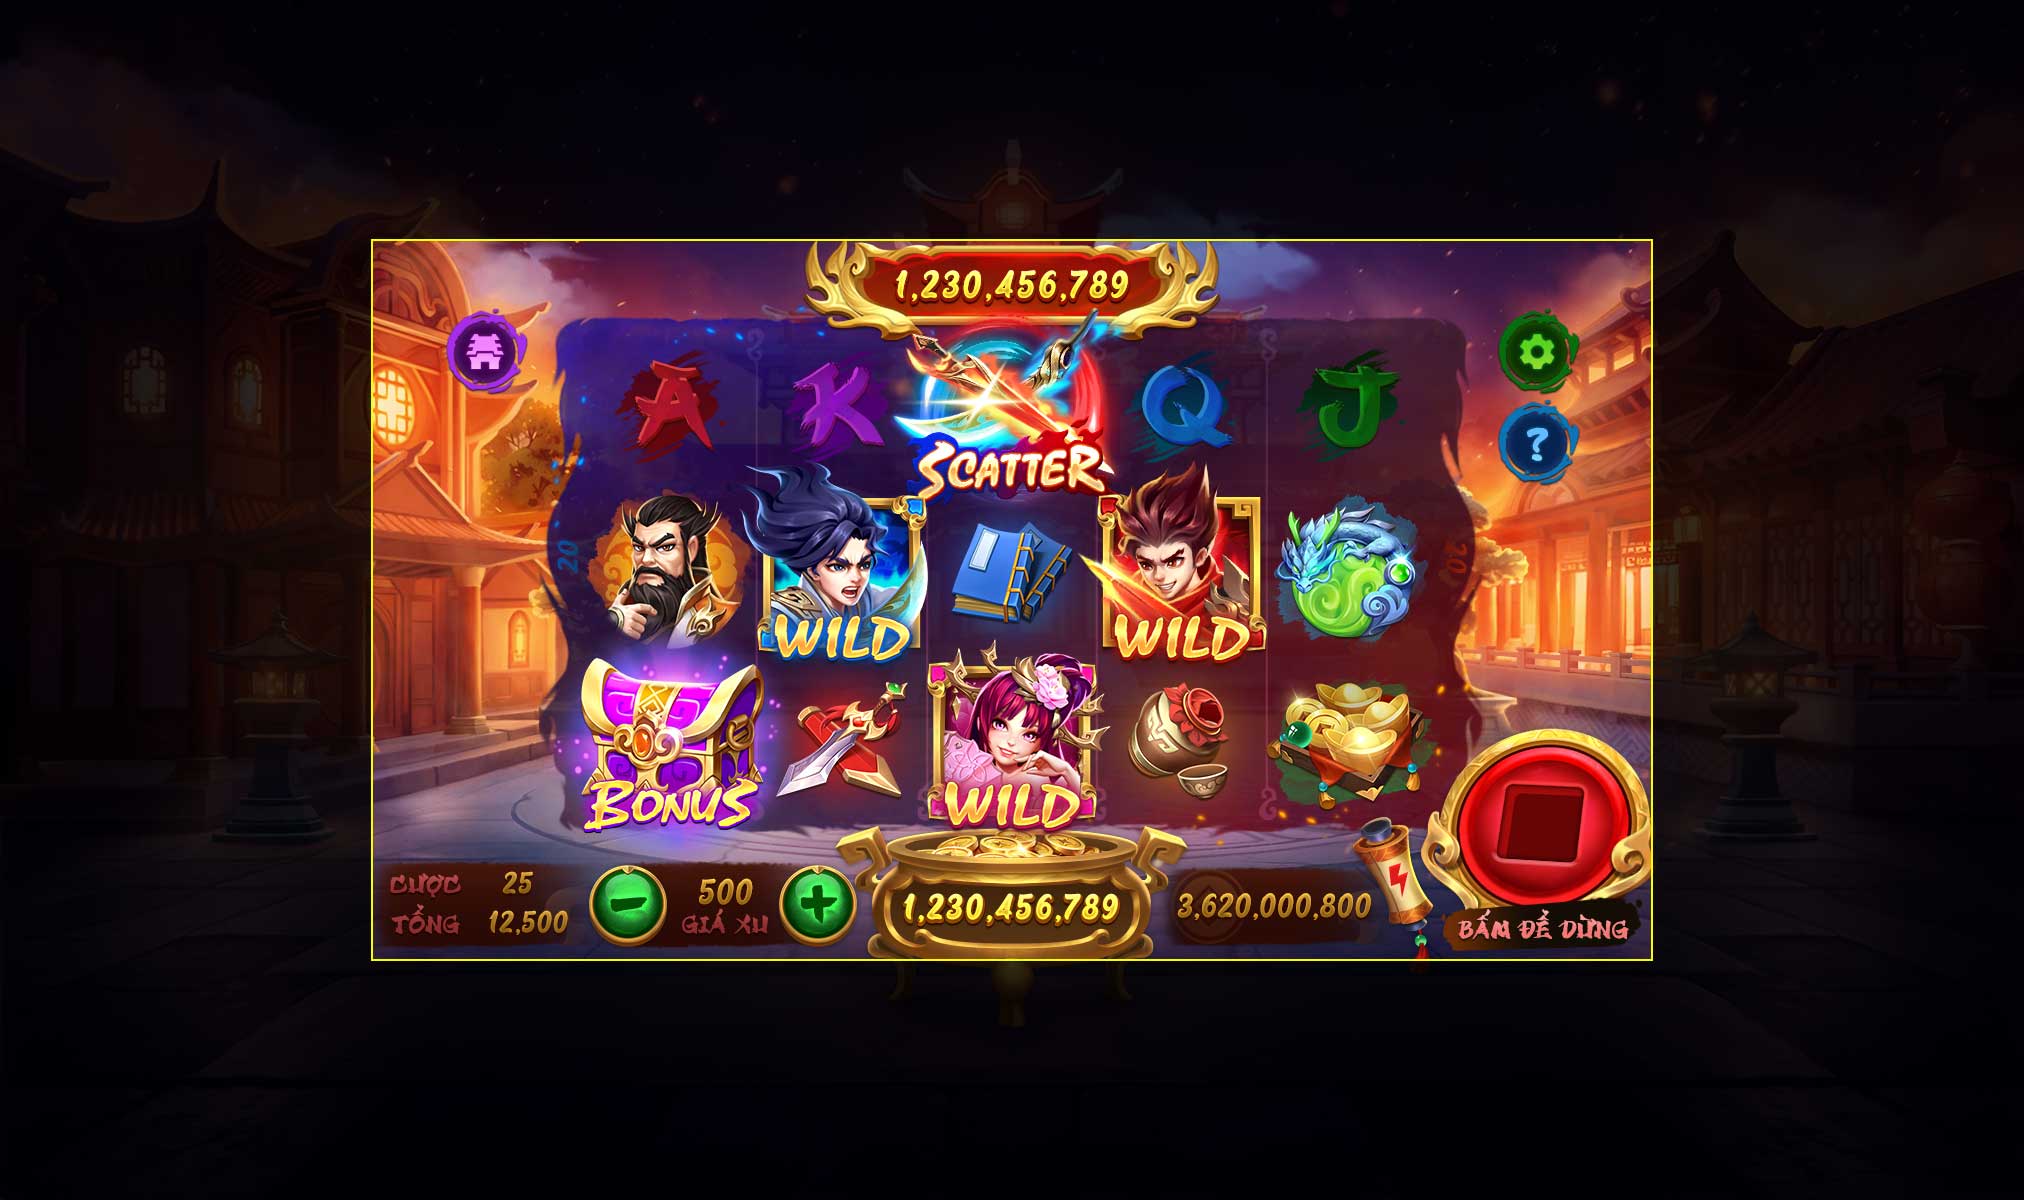 1,230,456,789
A K Q J
SCATTER
?
20
20
WILD
WILD
BONUS
WILD
CƯỢC 25
TỔNG 12,500
500
GIÁ XU
1,230,456,789
3,620,000,800
BẤM ĐỂ DỪNG